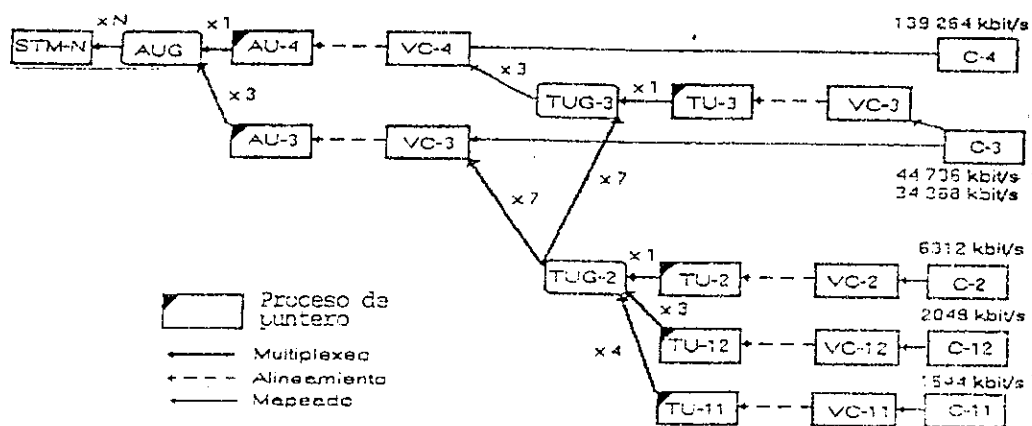 139 264 kbit/s
x N
x 1
STM-N
AUG
AU-4
VC-4
C-4
x 3
x 1
TUG-3
TU-3
VC-3
x 3
AU-3
VC-3
C-3
44 736 kbit/s
34 368 kbit/s
x 7
x 7
6312 kbit/s
x 1
TUG-2
TU-2
VC-2
C-2
2048 kbit/s
x 3
TU-12
VC-12
C-12
x 4
1544 kbit/s
TU-11
VC-11
C-11
Proceso de
puntero
Multiplexeo
Alineamiento
Mapeado